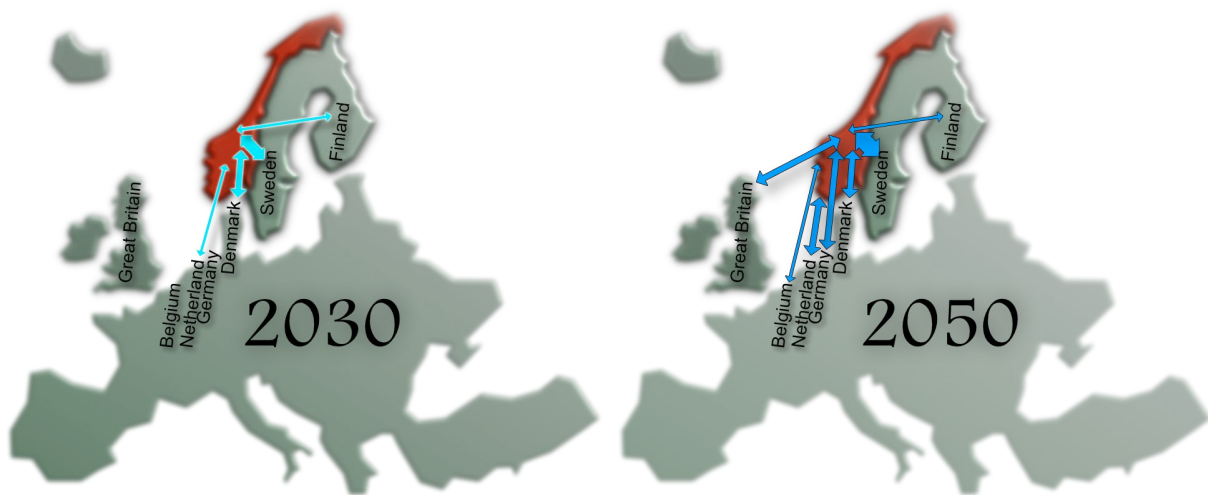 Finland
Sweden
Great Britain
Denmark
Germany
Netherland
Belgium
2030
Finland
Sweden
Great Britain
Denmark
Germany
Netherland
Belgium
2050